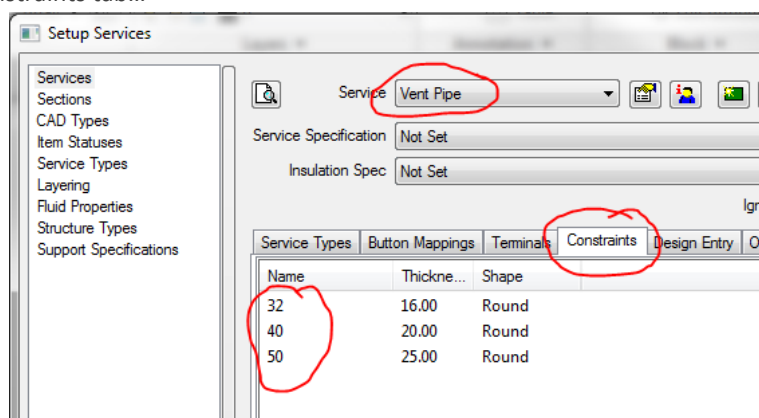 Setup Services
Services
Sections
CAD Types
Item Statuses
Service Types
Layering
Fluid Properties
Structure Types
Support Specifications
Service Vent Pipe
Service Specification Not Set
Insulation Spec Not Set
Service Types Button Mappings Terminals Constraints Design Entry
Name Thickne... Shape
32 16.00 Round
40 20.00 Round
50 25.00 Round